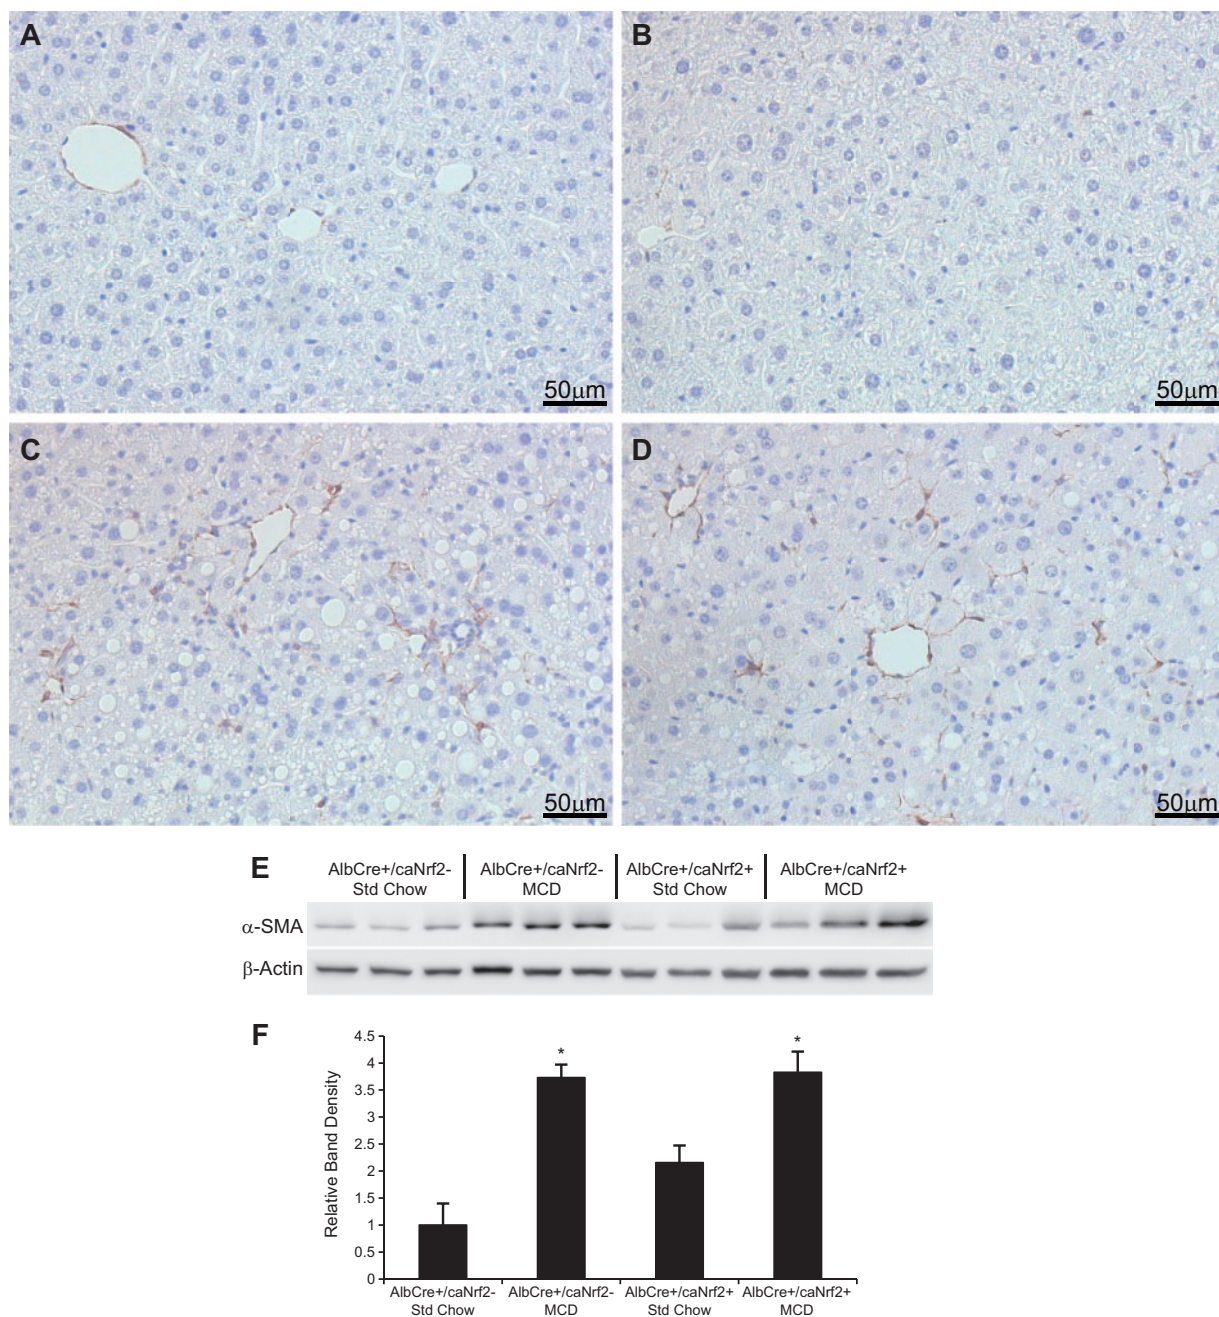 A
B
50μm
50μm
C
D
50μm
50μm
E
AlbCre+/caNrf2-
Std Chow
AlbCre+/caNrf2-
MCD
AlbCre+/caNrf2+
Std Chow
AlbCre+/caNrf2+
MCD
α-SMA
β-Actin
F
4.5
4
3.5
3
2.5
2
1.5
1
0.5
0
Relative Band Density
*
*
AlbCre+/caNrf2-
Std Chow
AlbCre+/caNrf2-
MCD
AlbCre+/caNrf2+
Std Chow
AlbCre+/caNrf2+
MCD